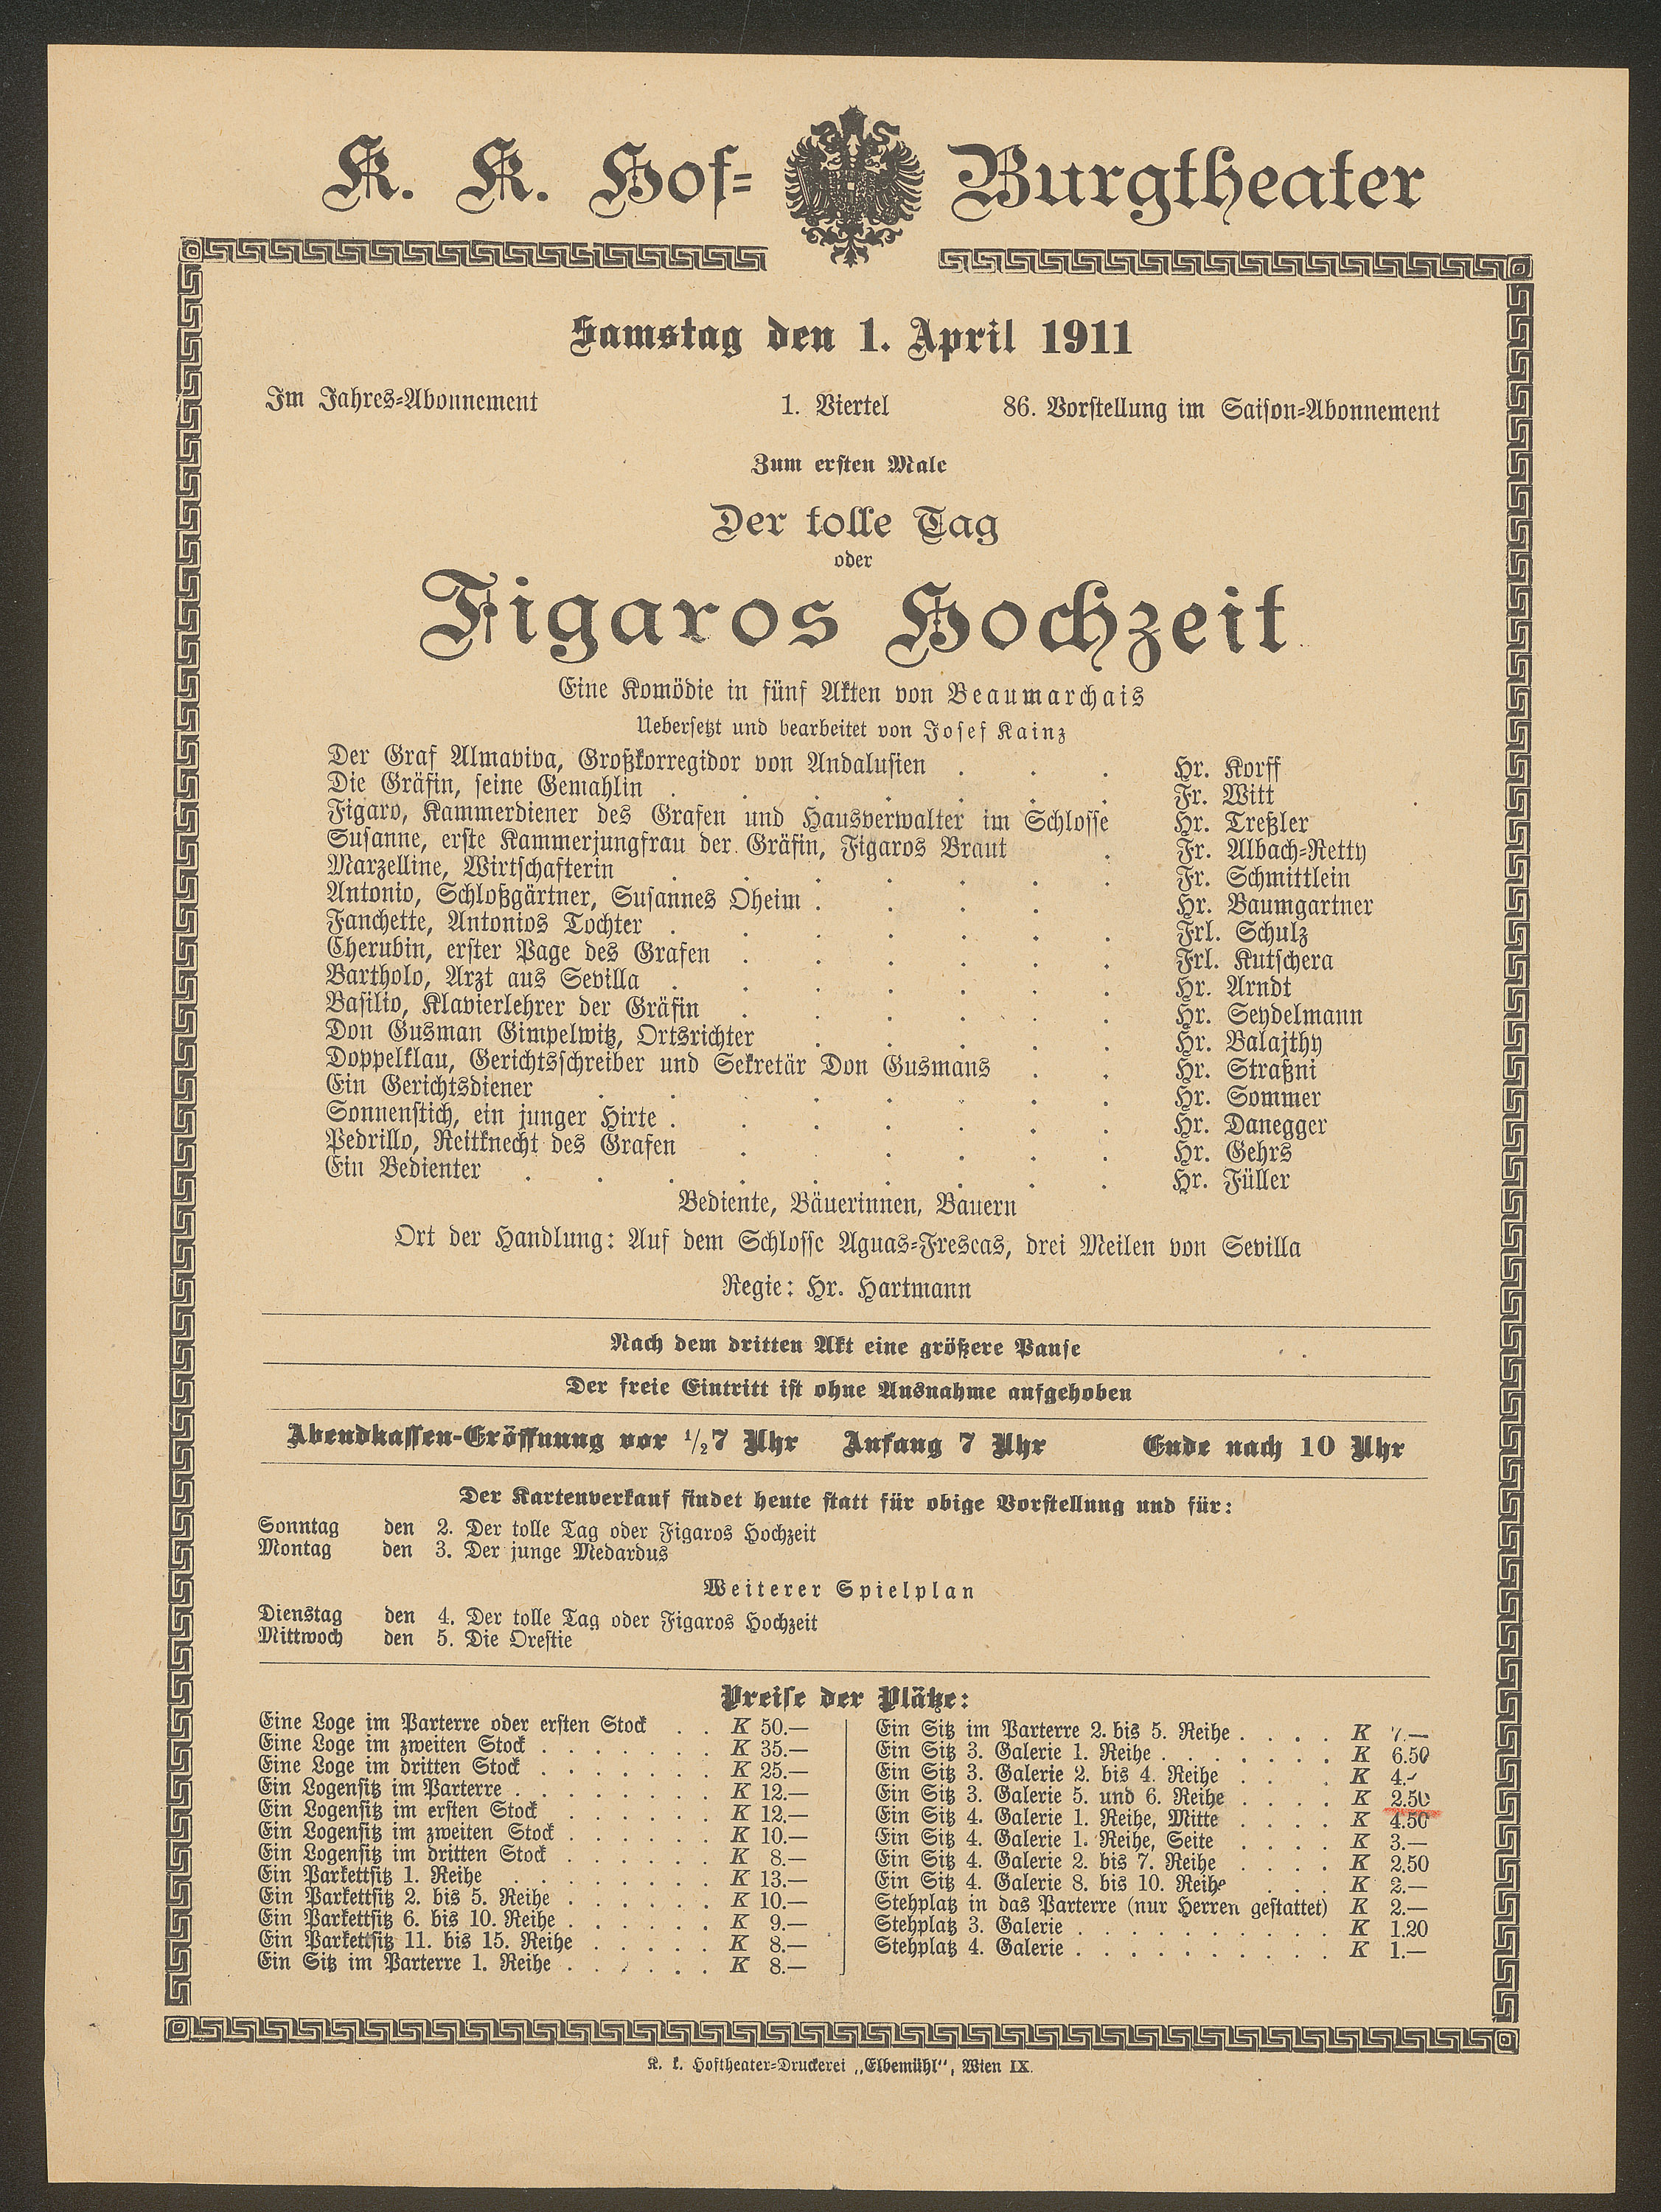 K. K. Hof= Burgtheater
Samstag den 1. April 1911
Im Jahres=Abonnement 1. Viertel 86. Vorstellung im Saison=Abonnement
Zum ersten Male
Der tolle Tag
oder
Figaros Hochzeit
Eine Komödie in fünf Akten von Beaumarchais
Uebersetzt und bearbeitet von Josef Kainz
Der Graf Almaviva, Großkorregidor von Andalusien . . . Hr. Korff
Die Gräfin, seine Gemahlin . . . . . . . Fr. Witt
Figaro, Kammerdiener des Grafen und Hausverwalter im Schlosse Hr. Treßler
Susanne, erste Kammerjungfrau der Gräfin, Figaros Braut . Fr. Albach=Retty
Marzelline, Wirtschafterin . . . . . . . Fr. Schmittlein
Antonio, Schloßgärtner, Susannes Oheim . . . . Hr. Baumgartner
Fanchette, Antonios Tochter . . . . . . . Frl. Schulz
Cherubin, erster Page des Grafen . . . . . . Frl. Kutschera
Bartholo, Arzt aus Sevilla . . . . . . . Hr. Arndt
Basilio, Klavierlehrer der Gräfin . . . . . . Hr. Seydelmann
Don Gusman Gimpelwitz, Ortsrichter . . . . . Hr. Balajthy
Doppelklau, Gerichtsschreiber und Sekretär Don Gusmans . . Hr. Straßni
Ein Gerichtsdiener . . . . . . . Hr. Sommer
Sonnenstich, ein junger Hirte . . . . . . . Hr. Danegger
Pedrillo, Reitknecht des Grafen . . . . . Hr. Gehrs
Ein Bedienter . . . . . . . . . Hr. Füller
Bediente, Bäuerinnen, Bauern
Ort der Handlung: Auf dem Schlosse Aguas=Frescas, drei Meilen von Sevilla
Regie: Hr. Hartmann
Nach dem dritten Akt eine größere Pause
Der freie Eintritt ist ohne Ausnahme aufgehoben
Abendkassen-Eröffnung vor 1/2 7 Uhr Anfang 7 Uhr Ende nach 10 Uhr
Der Kartenverkauf findet heute statt für obige Vorstellung und für:
Sonntag den 2. Der tolle Tag oder Figaros Hochzeit
Montag den 3. Der junge Medardus
Weiterer Spielplan
Dienstag den 4. Der tolle Tag oder Figaros Hochzeit
Mittwoch den 5. Die Orestie
Preise der Plätze:
Eine Loge im Parterre oder ersten Stock . . K 50.—
Eine Loge im zweiten Stock . . . . . . . K 35.—
Eine Loge im dritten Stock . . . . . . . K 25.—
Ein Logensitz im Parterre . . . . . . . . K 12.—
Ein Logensitz im ersten Stock . . . . . . K 12.—
Ein Logensitz im zweiten Stock . . . . . . K 10.—
Ein Logensitz im dritten Stock . . . . . . K 8.—
Ein Parkettsitz 1. Reihe . . . . . . . K 13.—
Ein Parkettsitz 2. bis 5. Reihe . . . . . . K 10.—
Ein Parkettsitz 6. bis 10. Reihe . . . . . . K 9.—
Ein Parkettsitz 11. bis 15. Reihe . . . . . K 8.—
Ein Sitz im Parterre 1. Reihe . . . . . . K 8.—
Ein Sitz im Parterre 2. bis 5. Reihe . . . . K 7.—
Ein Sitz 3. Galerie 1. Reihe . . . . . . . K 6.50
Ein Sitz 3. Galerie 2. bis 4. Reihe . . . . K 4.—
Ein Sitz 3. Galerie 5. und 6. Reihe . . . . K 2.50
Ein Sitz 4. Galerie 1. Reihe, Mitte . . . . K 4.50
Ein Sitz 4. Galerie 1. Reihe, Seite . . . . K 3.—
Ein Sitz 4. Galerie 2. bis 7. Reihe . . . . K 2.50
Ein Sitz 4. Galerie 8. bis 10. Reihe . . . K 2.—
Stehplatz in das Parterre (nur Herren gestattet) K 2.—
Stehplatz 3. Galerie . . . . . . . . . . K 1.20
Stehplatz 4. Galerie . . . . . . . . . . K 1.—
K. k. Hoftheater=Druckerei „Elbemühl“, Wien IX.